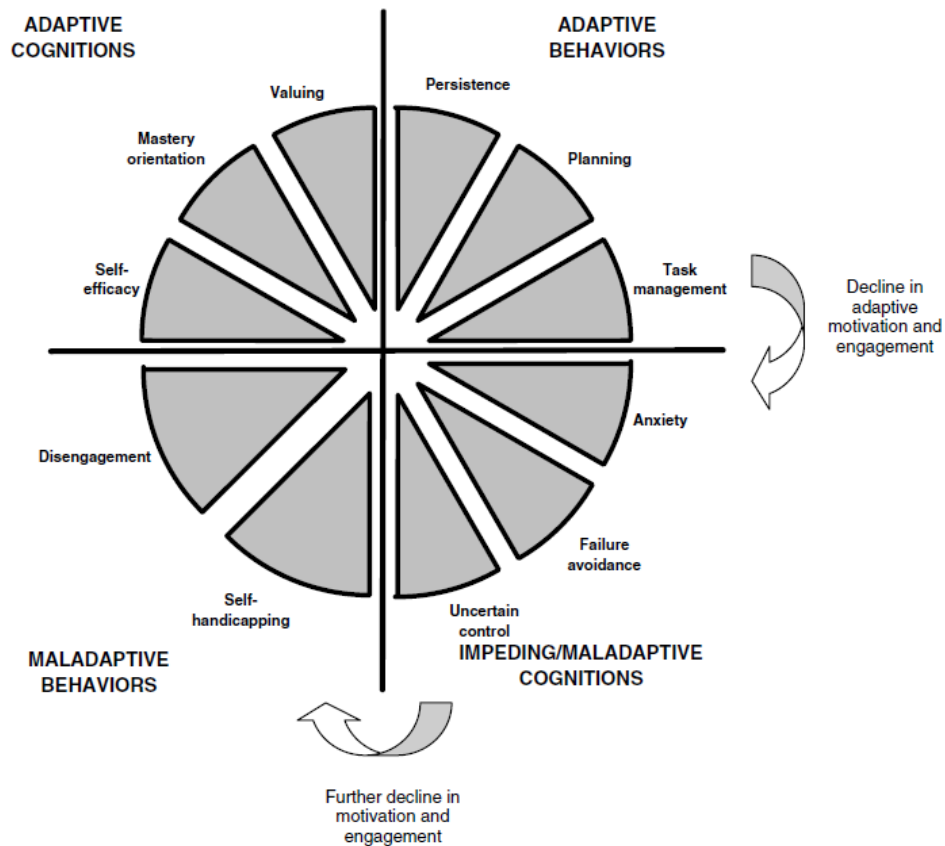 ADAPTIVE
COGNITIONS
ADAPTIVE
BEHAVIORS
Valuing
Persistence
Mastery
orientation
Planning
Self-
efficacy
Task
management
Decline in
adaptive
motivation and
engagement
Disengagement
Anxiety
Failure
avoidance
Self-
handicapping
Uncertain
control
MALADAPTIVE
BEHAVIORS
IMPEDING/MALADAPTIVE
COGNITIONS
Further decline in
motivation and
engagement